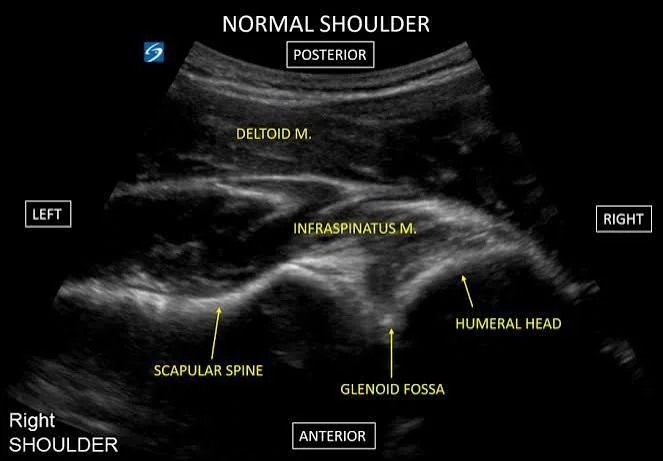 NORMAL SHOULDER
POSTERIOR
DELTOID M.
LEFT
RIGHT
INFRASPINATUS M.
HUMERAL HEAD
SCAPULAR SPINE
GLENOID FOSSA
Right
SHOULDER
ANTERIOR